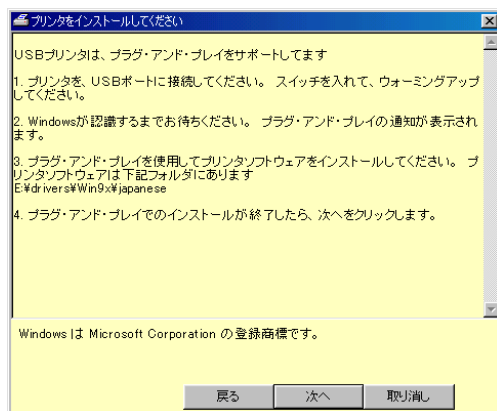 プリンタをインストールしてください
USBプリンタは、プラグ・アンド・プレイをサポートしてます
1. プリンタを、USBポートに接続してください。 スイッチを入れて、ウォーミングアップ
してください。
2. Windowsが認識するまでお待ちください。 プラグ・アンド・プレイの通知が表示され
ます。
3. プラグ・アンド・プレイを使用してプリンタソフトウェアをインストールしてください。 プ
リンタソフトウェアは下記フォルダにあります
E:¥drivers¥Win9x¥japanese
4. プラグ・アンド・プレイでのインストールが終了したら、次へをクリックします。
Windows は Microsoft Corporation の登録商標です。
戻る 次へ 取り消し